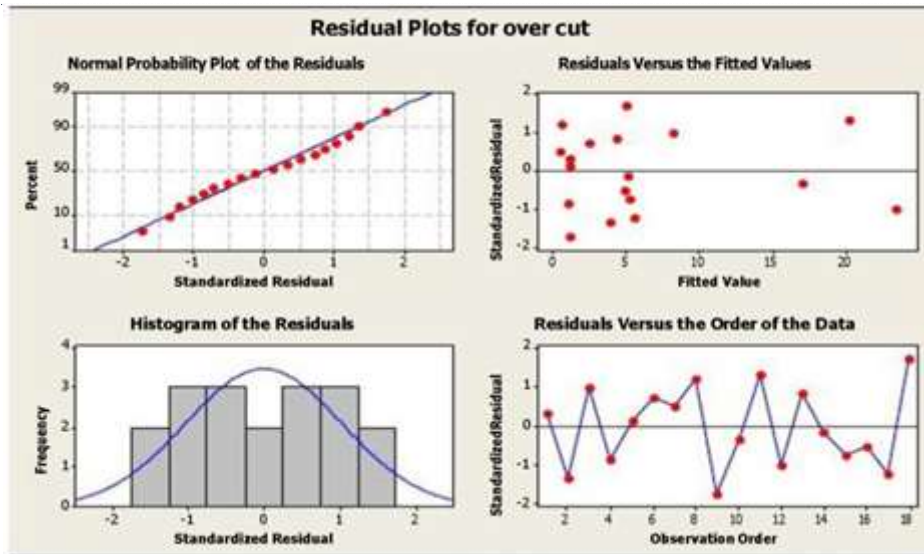 Residual Plots for over cut
Normal Probability Plot of the Residuals
99
90
50
10
1
Percent
-2 -1 0 1 2
Standardized Residual
Residuals Versus the Fitted Values
2
1
0
-1
-2
StandardizedResidual
0 5 10 15 20
Fitted Value
Histogram of the Residuals
4
3
2
1
0
Frequency
-2 -1 0 1 2
Standardized Residual
Residuals Versus the Order of the Data
2
1
0
-1
-2
StandardizedResidual
2 4 6 8 10 12 14 16 18
Observation Order